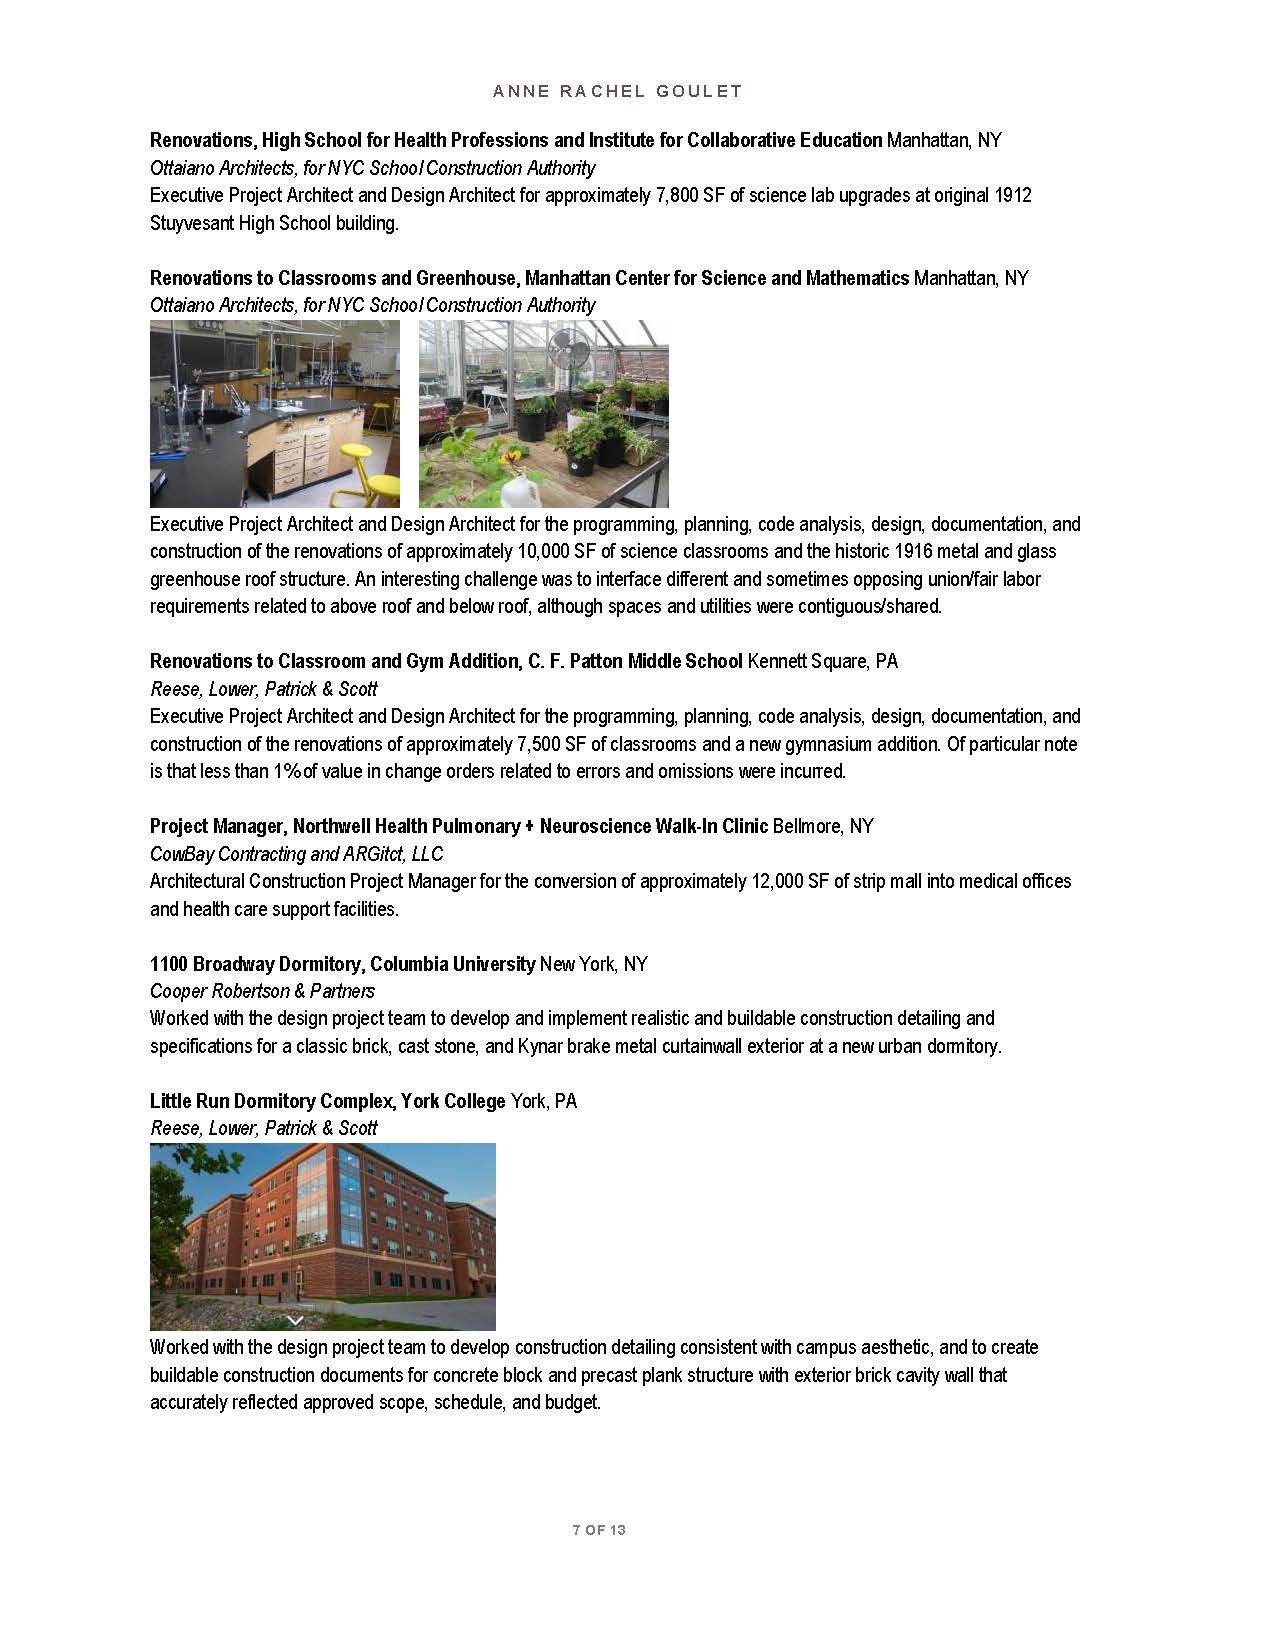 ANNE RACHEL GOULET
Renovations, High School for Health Professions and Institute for Collaborative Education Manhattan, NY
Ottaiano Architects, for NYC School Construction Authority
Executive Project Architect and Design Architect for approximately 7,800 SF of science lab upgrades at original 1912
Stuyvesant High School building.
Renovations to Classrooms and Greenhouse, Manhattan Center for Science and Mathematics Manhattan, NY
Ottaiano Architects, for NYC School Construction Authority
Executive Project Architect and Design Architect for the programming, planning, code analysis, design, documentation, and
construction of the renovations of approximately 10,000 SF of science classrooms and the historic 1916 metal and glass
greenhouse roof structure. An interesting challenge was to interface different and sometimes opposing union/fair labor
requirements related to above roof and below roof, although spaces and utilities were contiguous/shared.
Renovations to Classroom and Gym Addition, C. F. Patton Middle School Kennett Square, PA
Reese, Lower, Patrick & Scott
Executive Project Architect and Design Architect for the programming, planning, code analysis, design, documentation, and
construction of the renovations of approximately 7,500 SF of classrooms and a new gymnasium addition. Of particular note
is that less than 1% of value in change orders related to errors and omissions were incurred.
Project Manager, Northwell Health Pulmonary + Neuroscience Walk-In Clinic Bellmore, NY
CowBay Contracting and ARGitct, LLC
Architectural Construction Project Manager for the conversion of approximately 12,000 SF of strip mall into medical offices
and health care support facilities.
1100 Broadway Dormitory, Columbia University New York, NY
Cooper Robertson & Partners
Worked with the design project team to develop and implement realistic and buildable construction detailing and
specifications for a classic brick, cast stone, and Kynar brake metal curtainwall exterior at a new urban dormitory.
Little Run Dormitory Complex, York College York, PA
Reese, Lower, Patrick & Scott
Worked with the design project team to develop construction detailing consistent with campus aesthetic, and to create
buildable construction documents for concrete block and precast plank structure with exterior brick cavity wall that
accurately reflected approved scope, schedule, and budget.
7 OF 13